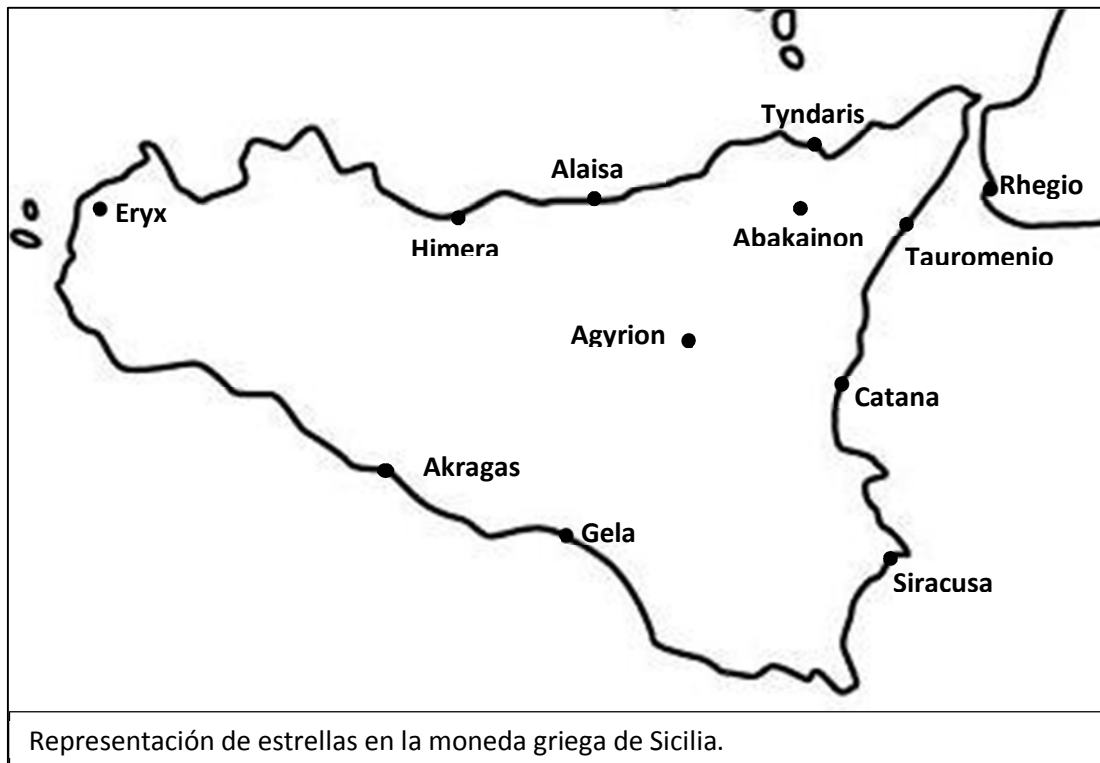 Tyndaris
Alaisa
Rhegio
Eryx
Himera
Abakainon
Tauromenio
Agyrion
Catana
Akragas
Gela
Siracusa
Representación de estrellas en la moneda griega de Sicilia.